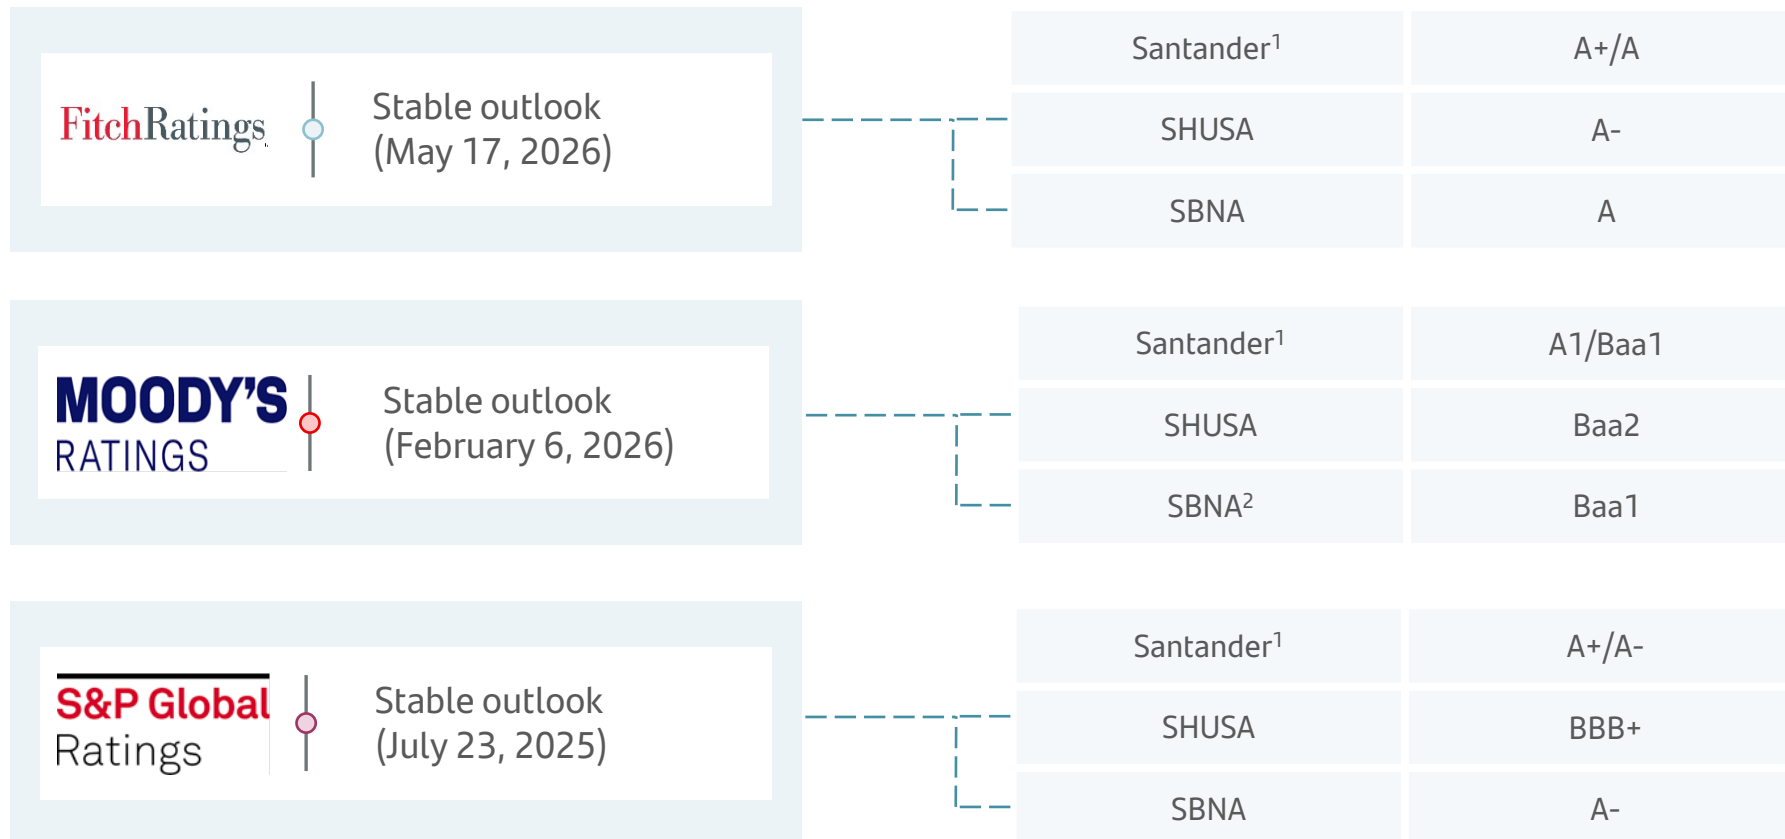 FitchRatings
Stable outlook
(May 17, 2026)
Santander¹ A+/A
SHUSA A-
SBNA A
MOODY'S
RATINGS
Stable outlook
(February 6, 2026)
Santander¹ A1/Baa1
SHUSA Baa2
SBNA² Baa1
S&P Global
Ratings
Stable outlook
(July 23, 2025)
Santander¹ A+/A-
SHUSA BBB+
SBNA A-